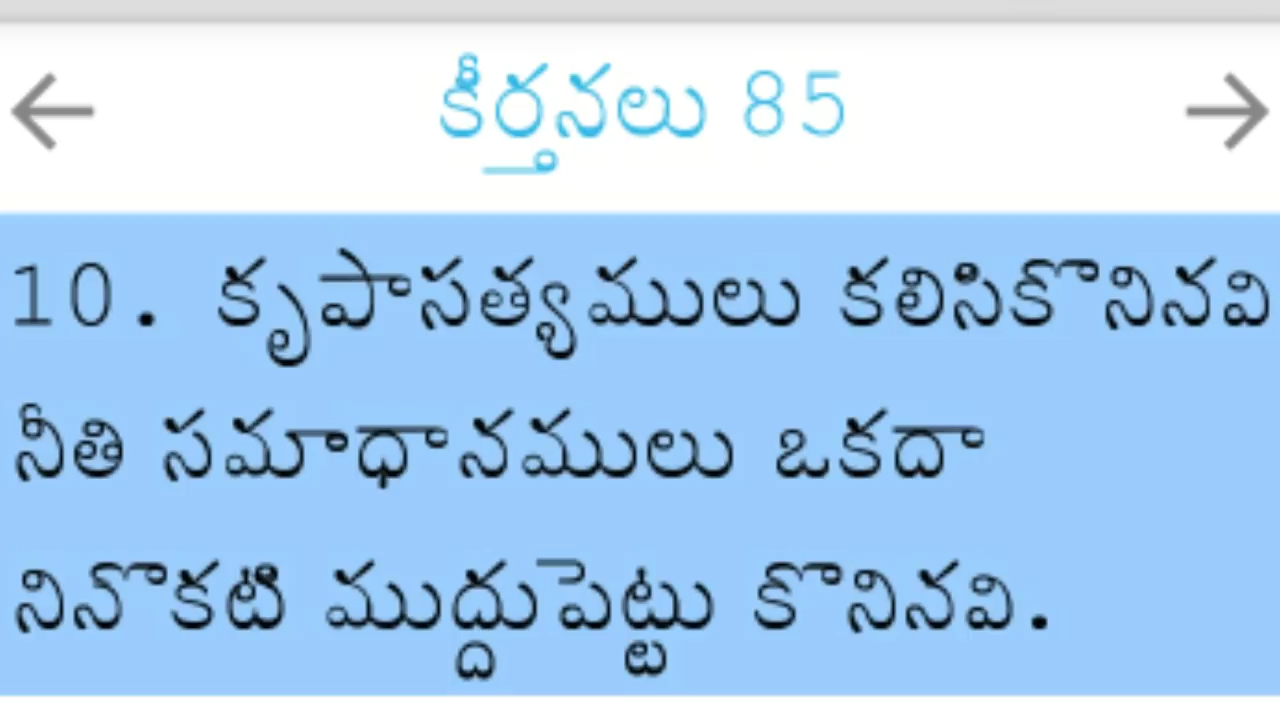 కీర్తనలు 85
10. కృపాసత్యములు కలిసికొనినవి
నీతి సమాధానములు ఒకదా
నినొకటి ముద్దుపెట్టు కొనినవి.